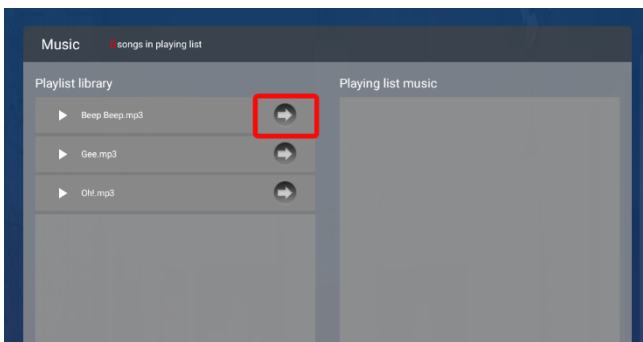 Music
songs in playing list
Playlist library
Playing list music
Beep Beep.mp3
Gee.mp3
Oh!.mp3